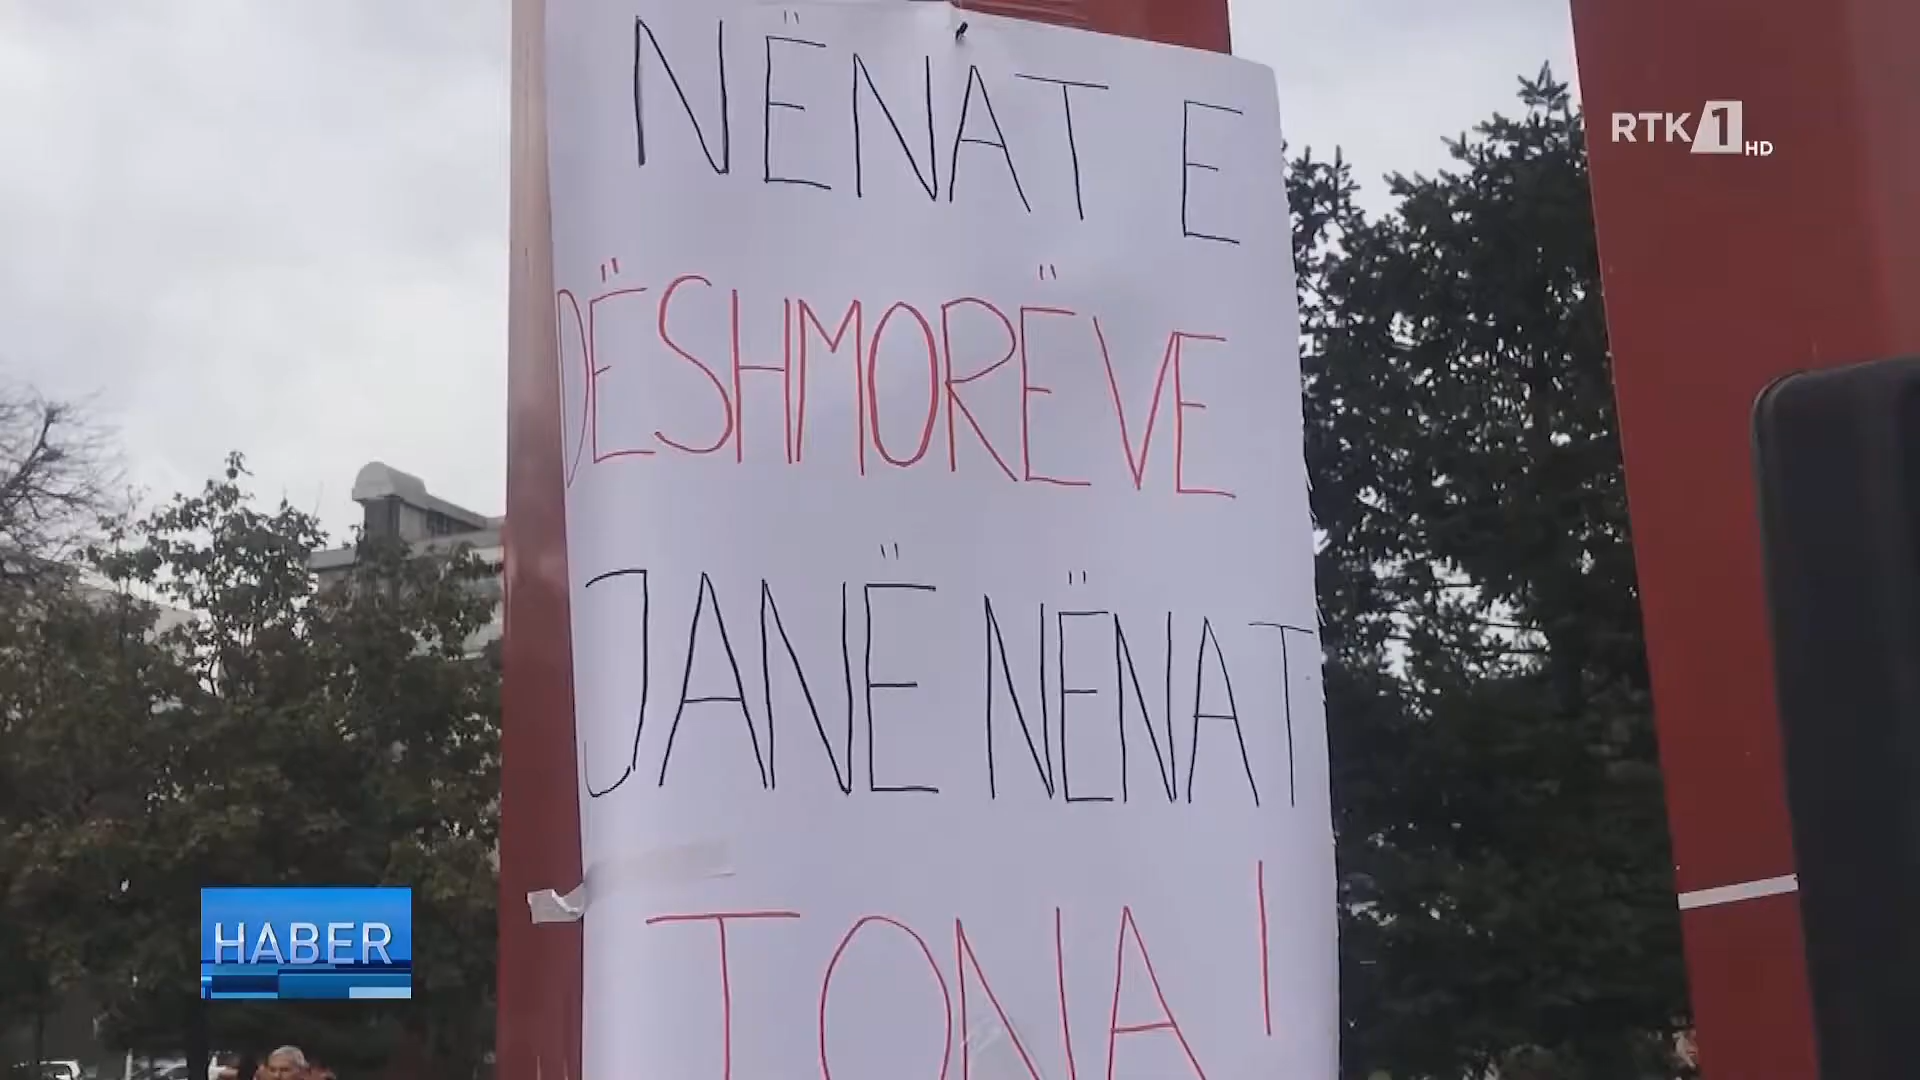 NËNAT E
DËSHMORËVE
JANË NËNAT
TONA!
RTK1 HD
HABER